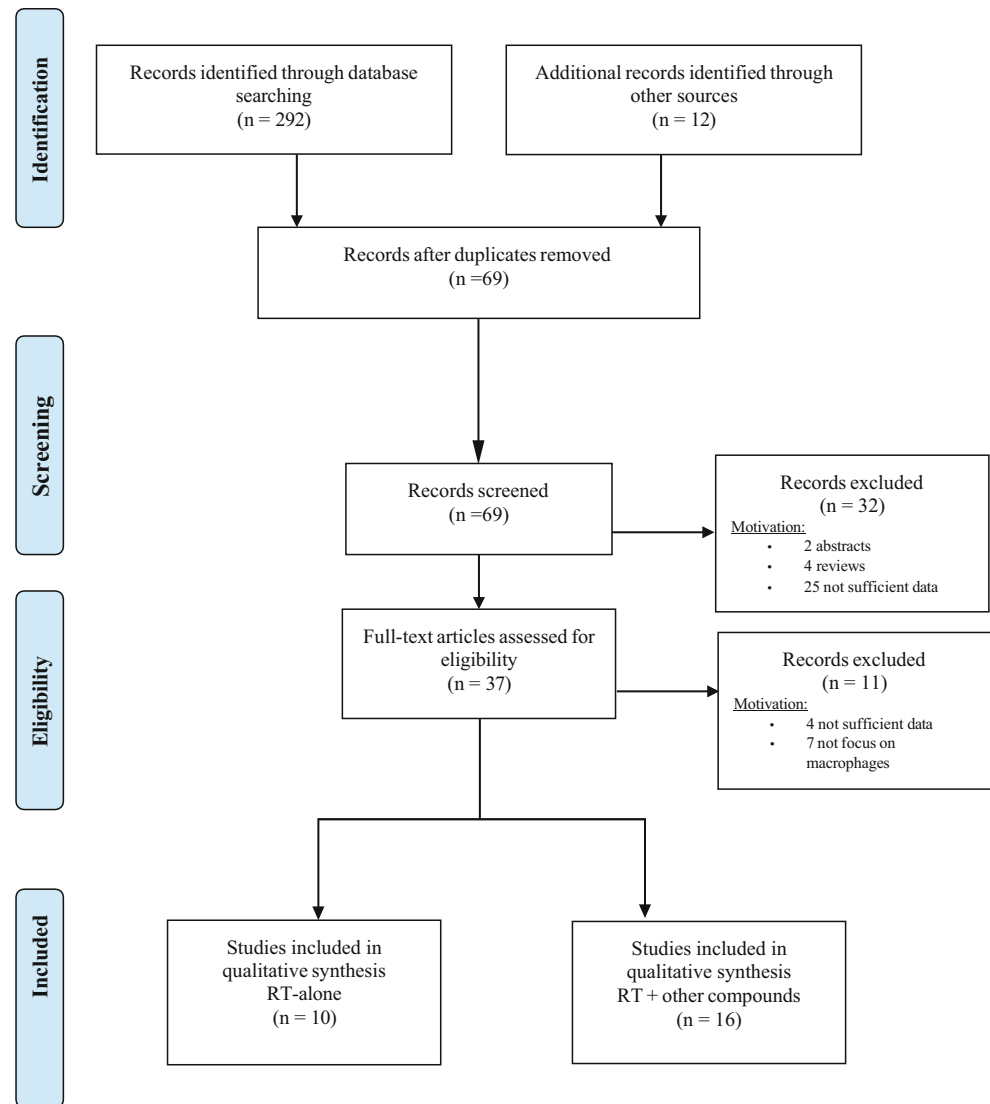 Identification
Records identified through database
searching
(n = 292)
Additional records identified through
other sources
(n = 12)
Records after duplicates removed
(n =69)
Screening
Records screened
(n =69)
Records excluded
(n = 32)
Motivation:
• 2 abstracts
• 4 reviews
• 25 not sufficient data
Eligibility
Full-text articles assessed for
eligibility
(n = 37)
Records excluded
(n = 11)
Motivation:
• 4 not sufficient data
• 7 not focus on
macrophages
Included
Studies included in
qualitative synthesis
RT-alone
(n = 10)
Studies included in
qualitative synthesis
RT + other compounds
(n = 16)